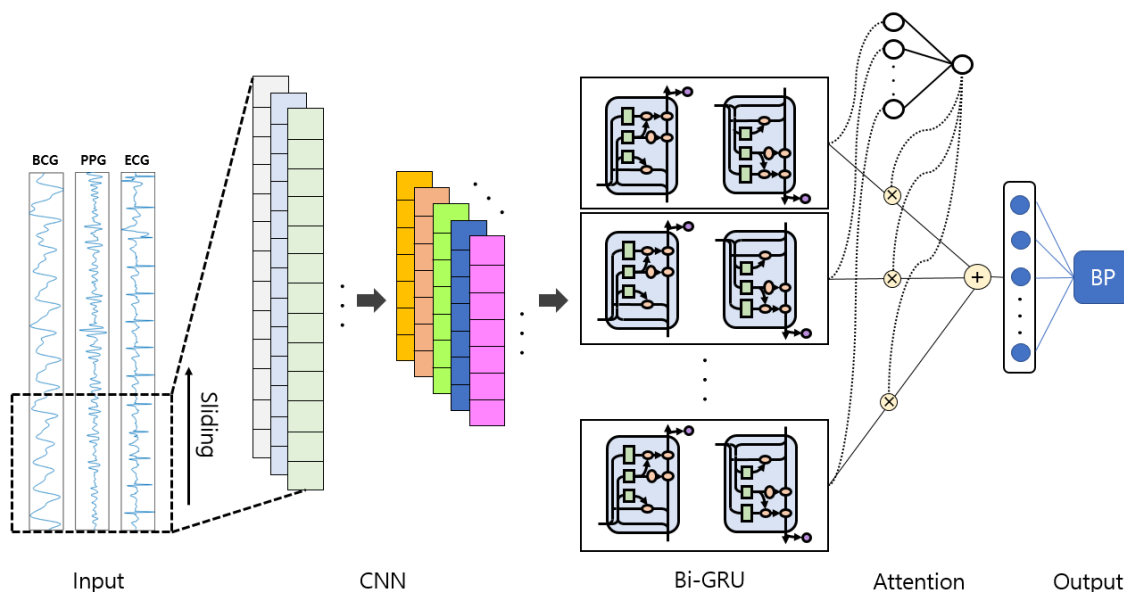 BCG PPG ECG
Sliding
BP
Input CNN Bi-GRU Attention Output